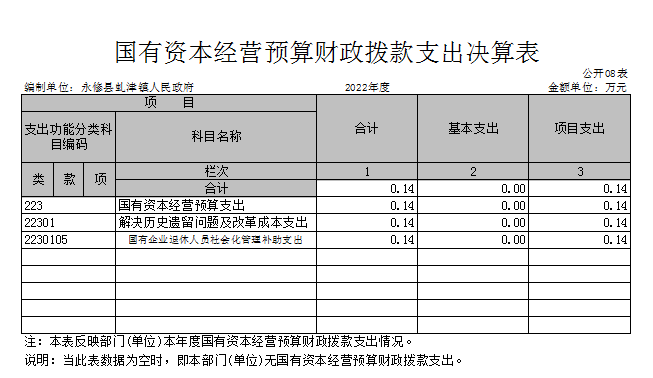 国有资本经营预算财政拨款支出决算表
公开08表
编制单位：永修县虬津镇人民政府 2022年度 金额单位：万元
项 目 合计 基本支出 项目支出
支出功能分类科目编码 科目名称
类 款 项 栏次 1 2 3
合计 0.14 0.00 0.14
223 国有资本经营预算支出 0.14 0.00 0.14
22301 解决历史遗留问题及改革成本支出 0.14 0.00 0.14
2230105 国有企业退休人员社会化管理补助支出 0.14 0.00 0.14
注：本表反映部门(单位)本年度国有资本经营预算财政拨款支出情况。
说明：当此表数据为空时，即本部门(单位)无国有资本经营预算财政拨款支出。